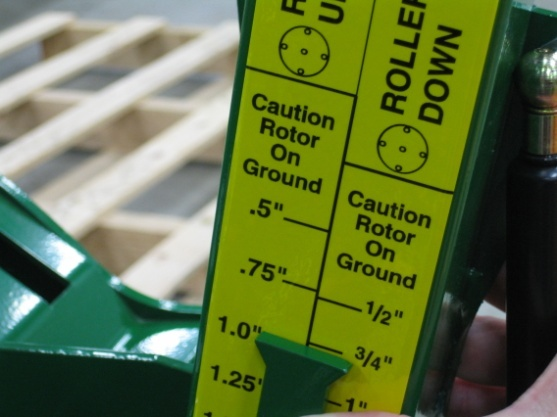 ROLLER
DOWN
Caution
Rotor
On
Ground
.5"
.75"
1.0"
1.25"
Caution
Rotor
On
Ground
1/2"
3/4"
1"